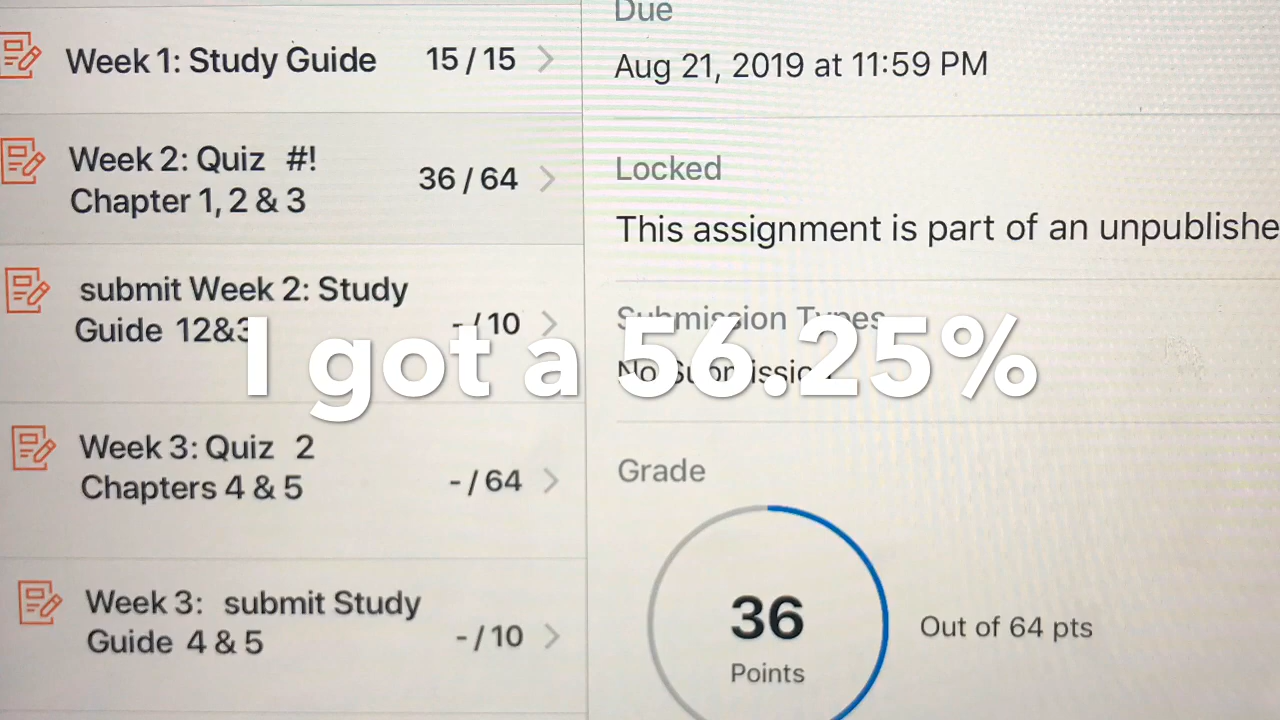 Week 1: Study Guide 15 / 15
Week 2: Quiz #!
Chapter 1, 2 & 3
36 / 64
submit Week 2: Study
Guide 12&3
- / 10
Week 3: Quiz 2
Chapters 4 & 5
- / 64
Week 3: submit Study
Guide 4 & 5
- / 10
Due
Aug 21, 2019 at 11:59 PM
Locked
This assignment is part of an unpublishe
Submission Types
No Submission
I got a 56.25%
Grade
36
Points
Out of 64 pts